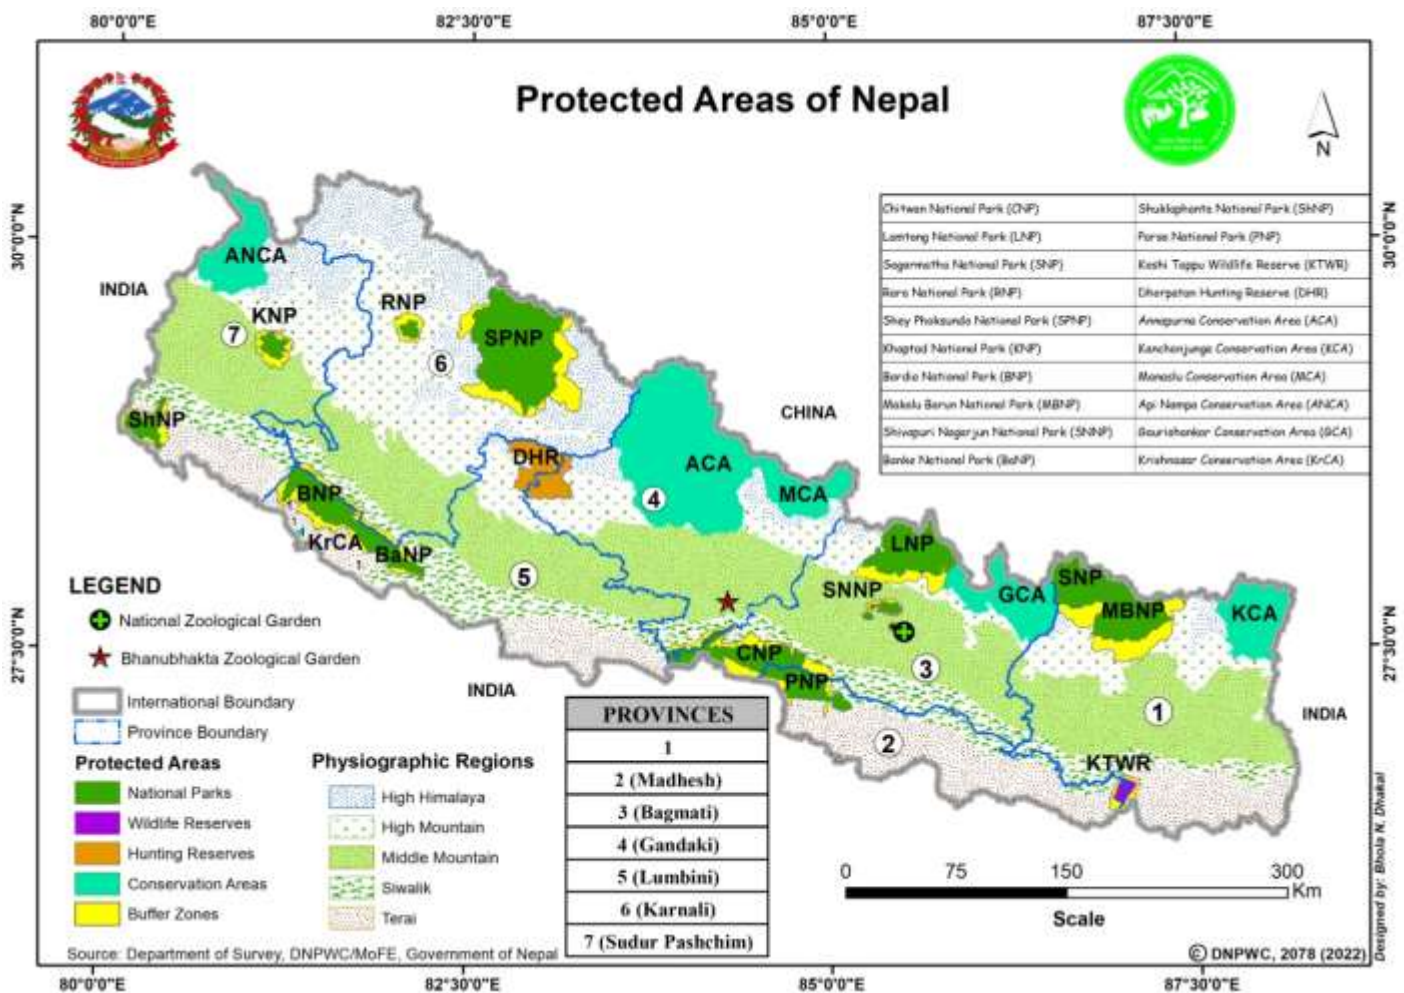 80°0'0"E 82°30'0"E 85°0'0"E 87°30'0"E
Protected Areas of Nepal
N
30°0'0"N
30°0'0"N
Chitwan National Park (CNP) Shuklaphanta National Park (ShNP)
Lamtang National Park (LNP) Parsa National Park (PNP)
Sagarmatha National Park (SNP) Koshi Tappu Wildlife Reserve (KTWR)
Rara National Park (RNP) Dhorpatan Hunting Reserve (DHR)
Shey Phoksundo National Park (SPNP) Annapurna Conservation Area (ACA)
Khaptad National Park (KNP) Kanchanjunga Conservation Area (KCA)
Bardia National Park (BNP) Manaslu Conservation Area (MCA)
Makalu Barun National Park (MBNP) Api Nampa Conservation Area (ANCA)
Shivapuri Nagarjun National Park (SNNP) Gaurishankar Conservation Area (GCA)
Banke National Park (BaNP) Krishnasar Conservation Area (KrCA)
ANCA
INDIA
KNP
RNP
7
SPNP
6
CHINA
ShNP
DHR
ACA
MCA
4
BNP
KrCA
BaNP
5
LNP
SNNP
GCA
SNP
MBNP
KCA
CNP
PNP
3
INDIA
1
INDIA
2
KTWR
27°30'0"N
27°30'0"N
LEGEND
National Zoological Garden
Bhanubhakta Zoological Garden
International Boundary
Province Boundary
Protected Areas
National Parks
Wildlife Reserves
Hunting Reserves
Conservation Areas
Buffer Zones
Physiographic Regions
High Himalaya
High Mountain
Middle Mountain
Siwalik
Terai
PROVINCES
1
2 (Madhesh)
3 (Bagmati)
4 (Gandaki)
5 (Lumbini)
6 (Karnali)
7 (Sudur Pashchim)
0 75 150 300
Km
Scale
Source: Department of Survey, DNPWC/MoFE, Government of Nepal
© DNPWC, 2078 (2022)
Designed by: Bhola N. Dhakal
80°0'0"E 82°30'0"E 85°0'0"E 87°30'0"E